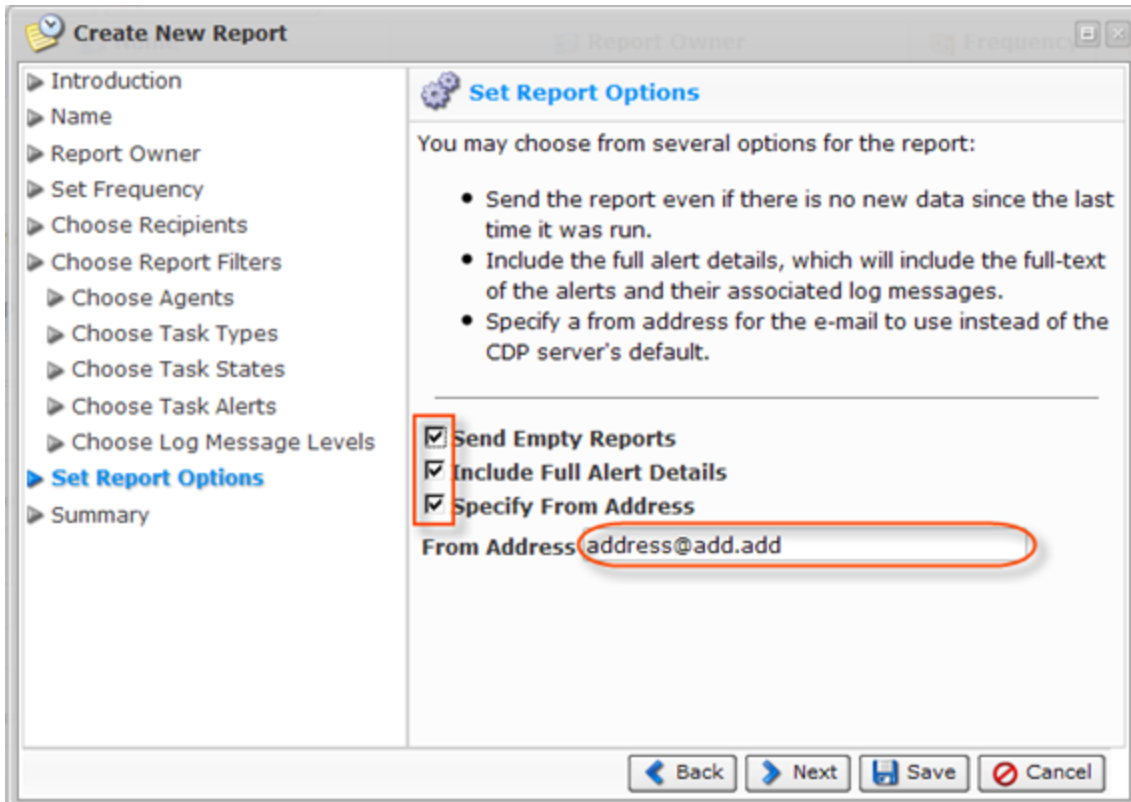 Create New Report
Name
Report Owner
Frequency
Introduction
Name
Report Owner
Set Frequency
Choose Recipients
Choose Report Filters
Choose Agents
Choose Task Types
Choose Task States
Choose Task Alerts
Choose Log Message Levels
Set Report Options
Summary
Set Report Options
You may choose from several options for the report:
• Send the report even if there is no new data since the last
time it was run.
• Include the full alert details, which will include the full-text
of the alerts and their associated log messages.
• Specify a from address for the e-mail to use instead of the
CDP server's default.
Send Empty Reports
Include Full Alert Details
Specify From Address
From Address address@add.add
Back Next Save Cancel